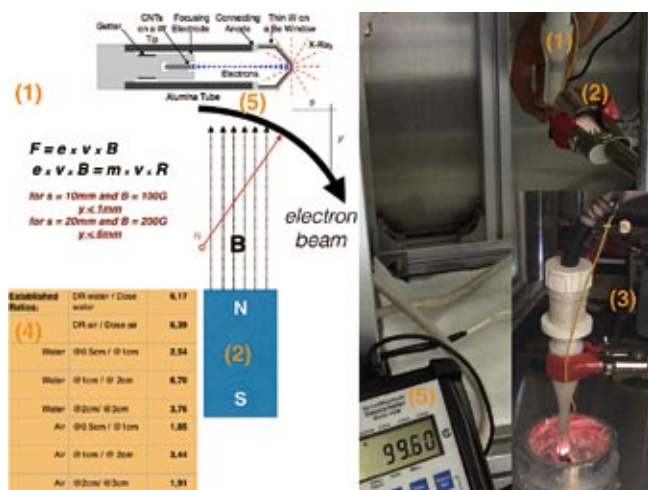 CNTs Focusing Connecting Thin W on
Getter on a W Electrode Anode a Be Window
Tip
X-Ray
Electrons
Alumina Tube
(1)
(5)
s
y
F = e x v x B
e x v x B = m x v x R
for s = 10mm and B = 100G
y < 1mm
for s = 20mm and B = 200G
y < 6mm
R
B
electron
beam
N
(2)
S
Established Ratios:
DR water / Dose water 6,17
(4)
DR air / Dose air 6,39
Water @0.5cm / @1cm 2,54
Water @1cm / @ 2cm 6,70
Water @2cm/ @3cm 3,76
Air @0.5cm / @1cm 1,85
Air @1cm / @ 2cm 3,44
Air @2cm/ @3cm 1,91
(1)
(2)
(3)
(5)
99.60
G